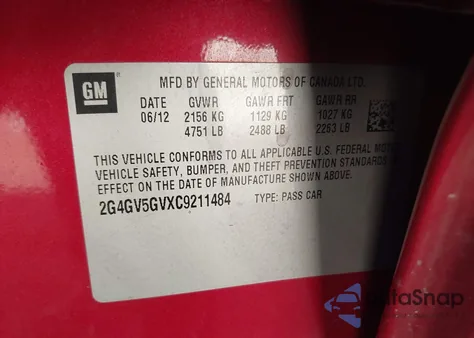 GM
MFD BY GENERAL MOTORS OF CANADA LTD.
DATE GVWR GAWR FRT GAWR RR
06/12 2156 KG 1129 KG 1027 KG
4751 LB 2488 LB 2263 LB
THIS VEHICLE CONFORMS TO ALL APPLICABLE U.S. FEDERAL MOTOR
VEHICLE SAFETY, BUMPER, AND THEFT PREVENTION STANDARDS
EFFECT ON THE DATE OF MANUFACTURE SHOWN ABOVE.
2G4GV5GVXC9211484 TYPE: PASS CAR
DataSnap